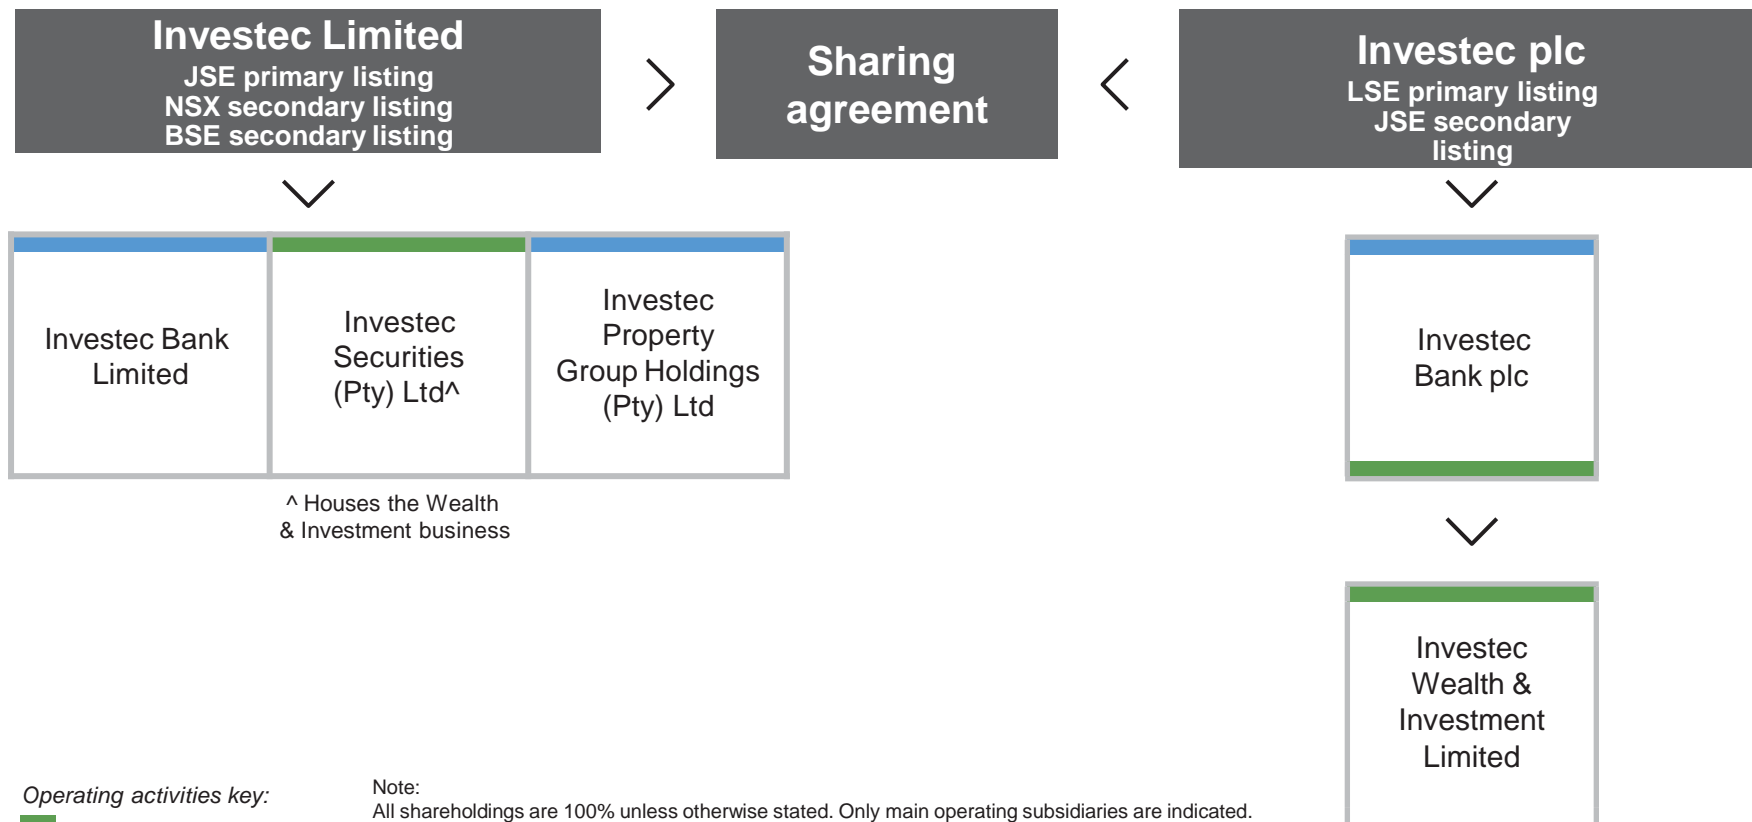 Investec Limited
JSE primary listing
NSX secondary listing
BSE secondary listing
Sharing
agreement
Investec plc
LSE primary listing
JSE secondary
listing
Investec Bank
Limited
Investec
Securities
(Pty) Ltd^
Investec
Property
Group Holdings
(Pty) Ltd
^ Houses the Wealth
& Investment business
Investec
Bank plc
Investec
Wealth &
Investment
Limited
Operating activities key:
Note:
All shareholdings are 100% unless otherwise stated. Only main operating subsidiaries are indicated.